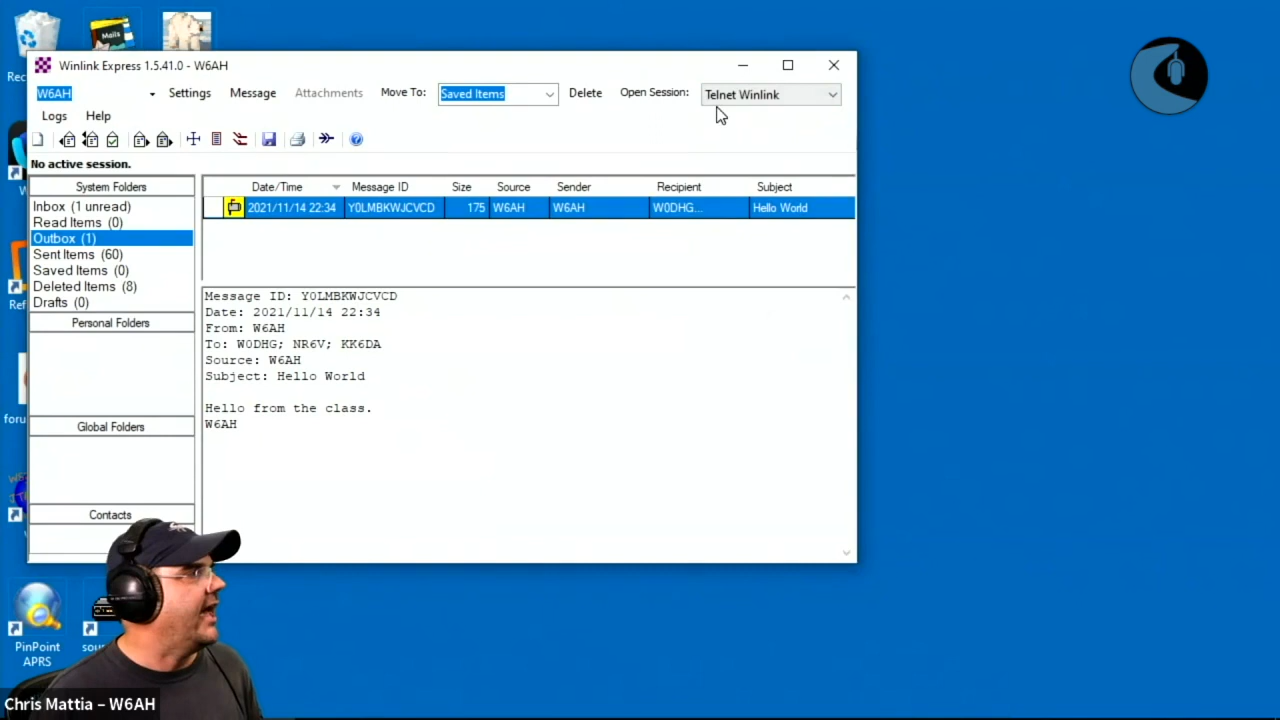 Mails
Rec
Winlink Express 1.5.41.0 - W6AH
W6AH Settings Message Attachments Move To: Saved Items Delete Open Session: Telnet Winlink
Logs Help
No active session.
System Folders
Inbox (1 unread)
Read Items (0)
Outbox (1)
Sent Items (60)
Saved Items (0)
Deleted Items (8)
Drafts (0)
Personal Folders
Global Folders
Contacts
Date/Time Message ID Size Source Sender Recipient Subject
2021/11/14 22:34 Y0LMBKWJCVCD 175 W6AH W6AH W0DHG... Hello World
Message ID: Y0LMBKWJCVCD
Date: 2021/11/14 22:34
From: W6AH
To: W0DHG; NR6V; KK6DA
Source: W6AH
Subject: Hello World
Hello from the class.
W6AH
W
Ref
foru
PinPoint
APRS
sou
Chris Mattia – W6AH